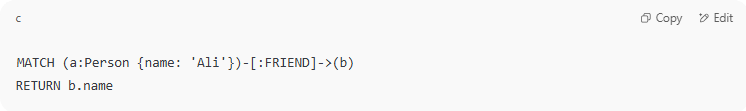 c Copy Edit
MATCH (a:Person {name: 'Ali'})-[:FRIEND]->(b)
RETURN b.name